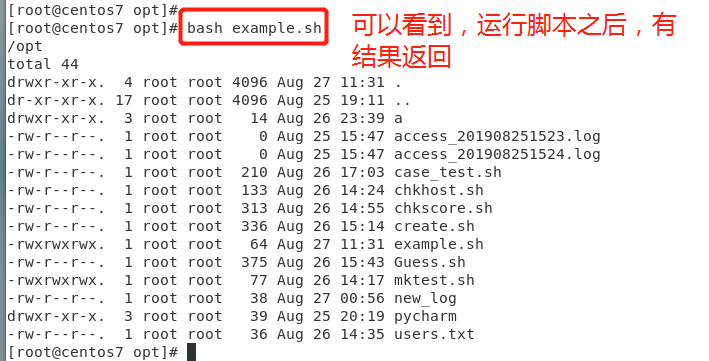 [root@centos7 opt]#
[root@centos7 opt]# bash example.sh
可以看到，运行脚本之后，有
结果返回
/opt
total 44
drwxr-xr-x.  4 root root 4096 Aug 27 11:31 .
dr-xr-xr-x. 17 root root 4096 Aug 25 19:11 ..
drwxr-xr-x.  3 root root   14 Aug 26 23:39 a
-rw-r--r--.  1 root root    0 Aug 25 15:47 access_201908251523.log
-rw-r--r--.  1 root root    0 Aug 25 15:47 access_201908251524.log
-rw-r--r--.  1 root root  210 Aug 26 17:03 case_test.sh
-rw-r--r--.  1 root root  133 Aug 26 14:24 chkhost.sh
-rw-r--r--.  1 root root  313 Aug 26 14:55 chkscore.sh
-rw-r--r--.  1 root root  336 Aug 26 15:14 create.sh
-rwxrwxrwx.  1 root root   64 Aug 27 11:31 example.sh
-rw-r--r--.  1 root root  375 Aug 26 15:43 Guess.sh
-rwxrwxrwx.  1 root root   77 Aug 26 14:17 mktest.sh
-rw-r--r--.  1 root root   38 Aug 27 00:56 new_log
drwxr-xr-x.  3 root root   39 Aug 25 20:19 pycharm
-rw-r--r--.  1 root root   36 Aug 26 14:35 users.txt
[root@centos7 opt]#